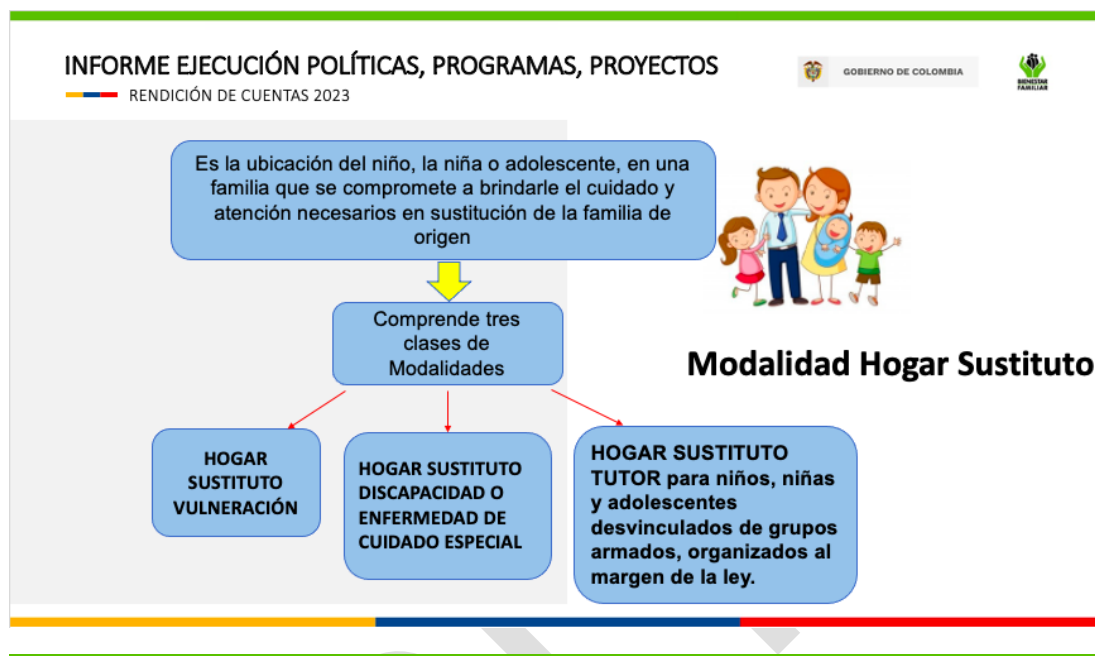 INFORME EJECUCIÓN POLÍTICAS, PROGRAMAS, PROYECTOS
RENDICIÓN DE CUENTAS 2023
GOBIERNO DE COLOMBIA
BIENESTAR
FAMILIAR
Es la ubicación del niño, la niña o adolescente, en una
familia que se compromete a brindarle el cuidado y
atención necesarios en sustitución de la familia de
origen
Comprende tres
clases de
Modalidades
Modalidad Hogar Sustituto
HOGAR
SUSTITUTO
VULNERACIÓN
HOGAR SUSTITUTO
DISCAPACIDAD O
ENFERMEDAD DE
CUIDADO ESPECIAL
HOGAR SUSTITUTO
TUTOR para niños, niñas
y adolescentes
desvinculados de grupos
armados, organizados al
margen de la ley.